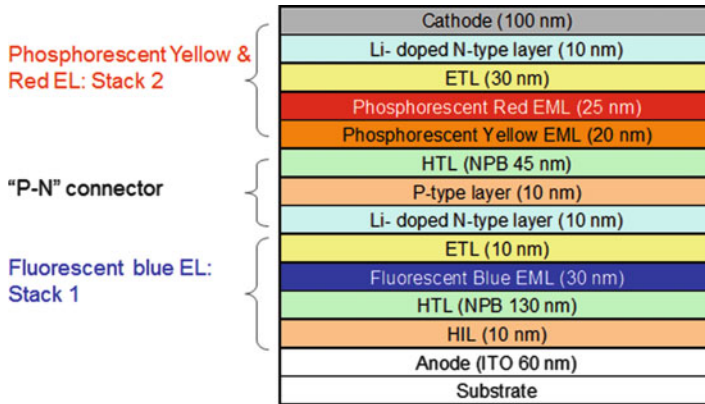 Phosphorescent Yellow &
Red EL: Stack 2
"P-N" connector
Fluorescent blue EL:
Stack 1
Cathode (100 nm)
Li- doped N-type layer (10 nm)
ETL (30 nm)
Phosphorescent Red EML (25 nm)
Phosphorescent Yellow EML (20 nm)
HTL (NPB 45 nm)
P-type layer (10 nm)
Li- doped N-type layer (10 nm)
ETL (10 nm)
Fluorescent Blue EML (30 nm)
HTL (NPB 130 nm)
HIL (10 nm)
Anode (ITO 60 nm)
Substrate